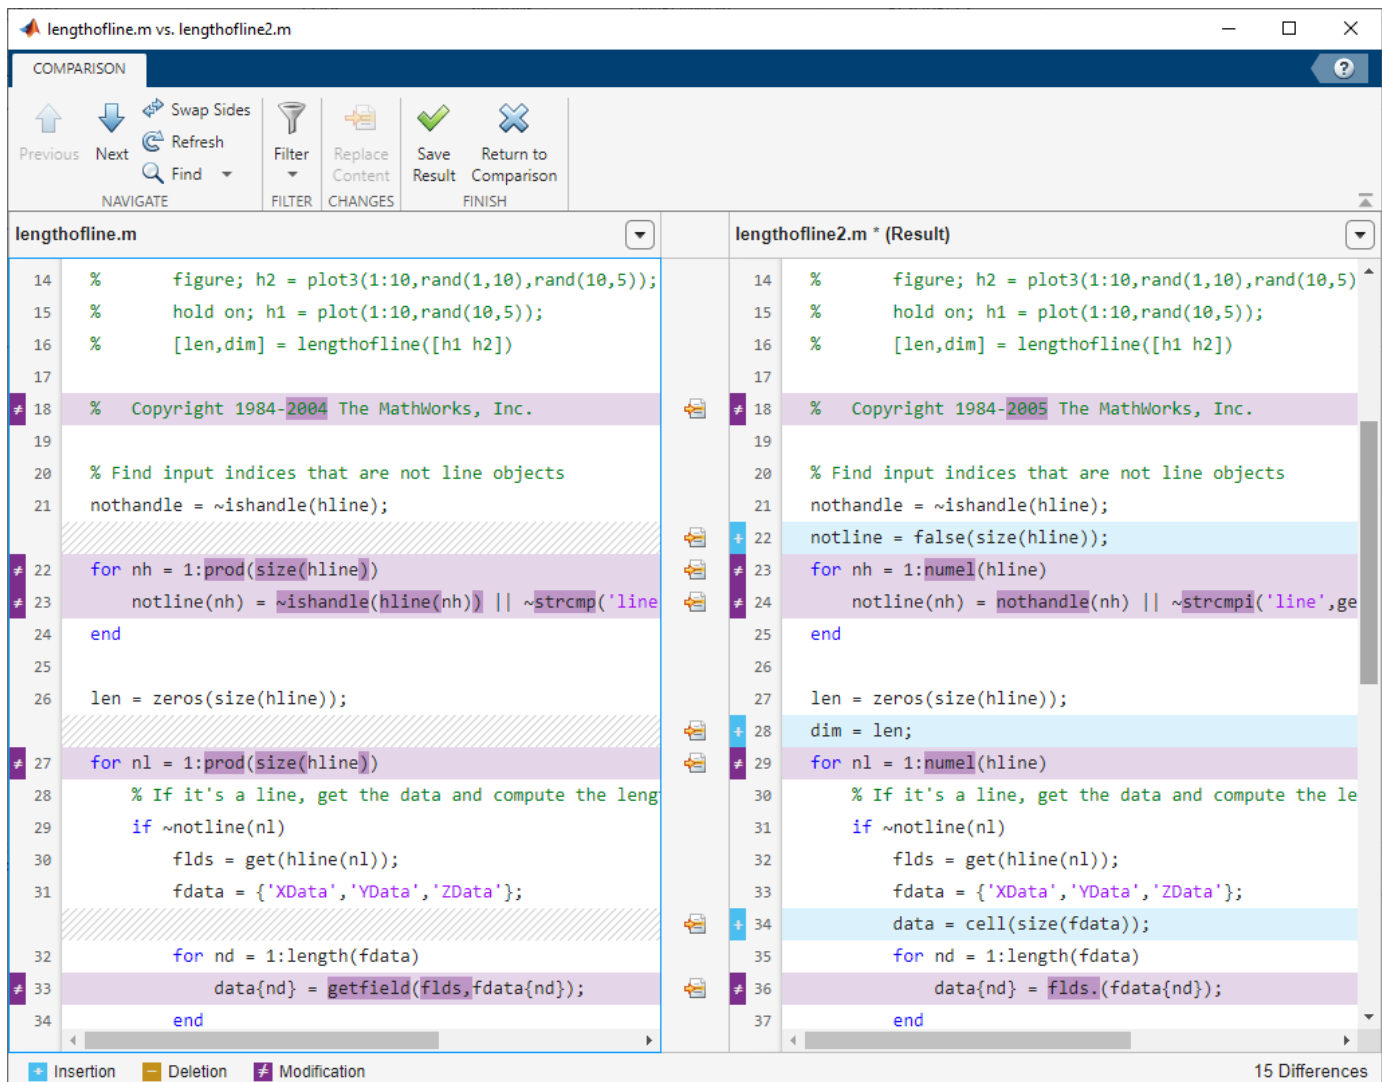 lengthofline.m vs. lengthofline2.m
COMPARISON
?
Previous
Next
Swap Sides
Refresh
Find
Filter
Replace Content
Save Result
Return to Comparison
NAVIGATE
FILTER
CHANGES
FINISH
lengthofline.m
14 %       figure; h2 = plot3(1:10,rand(1,10),rand(10,5));
15 %       hold on; h1 = plot(1:10,rand(10,5));
16 %       [len,dim] = lengthofline([h1 h2])
17
≠ 18 %   Copyright 1984-2004 The MathWorks, Inc.
19
20 % Find input indices that are not line objects
21 nothandle = ~ishandle(hline);
≠ 22 for nh = 1:prod(size(hline))
≠ 23     notline(nh) = ~ishandle(hline(nh)) || ~strcmp('line
24 end
25
26 len = zeros(size(hline));
≠ 27 for nl = 1:prod(size(hline))
28     % If it's a line, get the data and compute the leng
29     if ~notline(nl)
30         flds = get(hline(nl));
31         fdata = {'XData','YData','ZData'};
32         for nd = 1:length(fdata)
≠ 33             data{nd} = getfield(flds,fdata{nd});
34         end
lengthofline2.m * (Result)
14 %       figure; h2 = plot3(1:10,rand(1,10),rand(10,5)
15 %       hold on; h1 = plot(1:10,rand(10,5));
16 %       [len,dim] = lengthofline([h1 h2])
17
≠ 18 %   Copyright 1984-2005 The MathWorks, Inc.
19
20 % Find input indices that are not line objects
21 nothandle = ~ishandle(hline);
+ 22 notline = false(size(hline));
≠ 23 for nh = 1:numel(hline)
≠ 24     notline(nh) = nothandle(nh) || ~strcmpi('line',ge
25 end
26
27 len = zeros(size(hline));
+ 28 dim = len;
≠ 29 for nl = 1:numel(hline)
30     % If it's a line, get the data and compute the le
31     if ~notline(nl)
32         flds = get(hline(nl));
33         fdata = {'XData','YData','ZData'};
+ 34         data = cell(size(fdata));
35         for nd = 1:length(fdata)
≠ 36             data{nd} = flds.(fdata{nd});
37         end
+ Insertion
− Deletion
≠ Modification
15 Differences